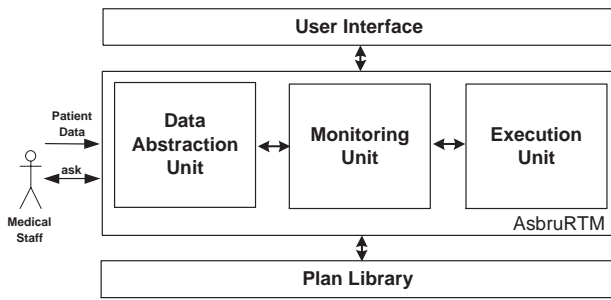 User Interface
Patient
Data
ask
Medical
Staff
Data
Abstraction
Unit
Monitoring
Unit
Execution
Unit
AsbruRTM
Plan Library